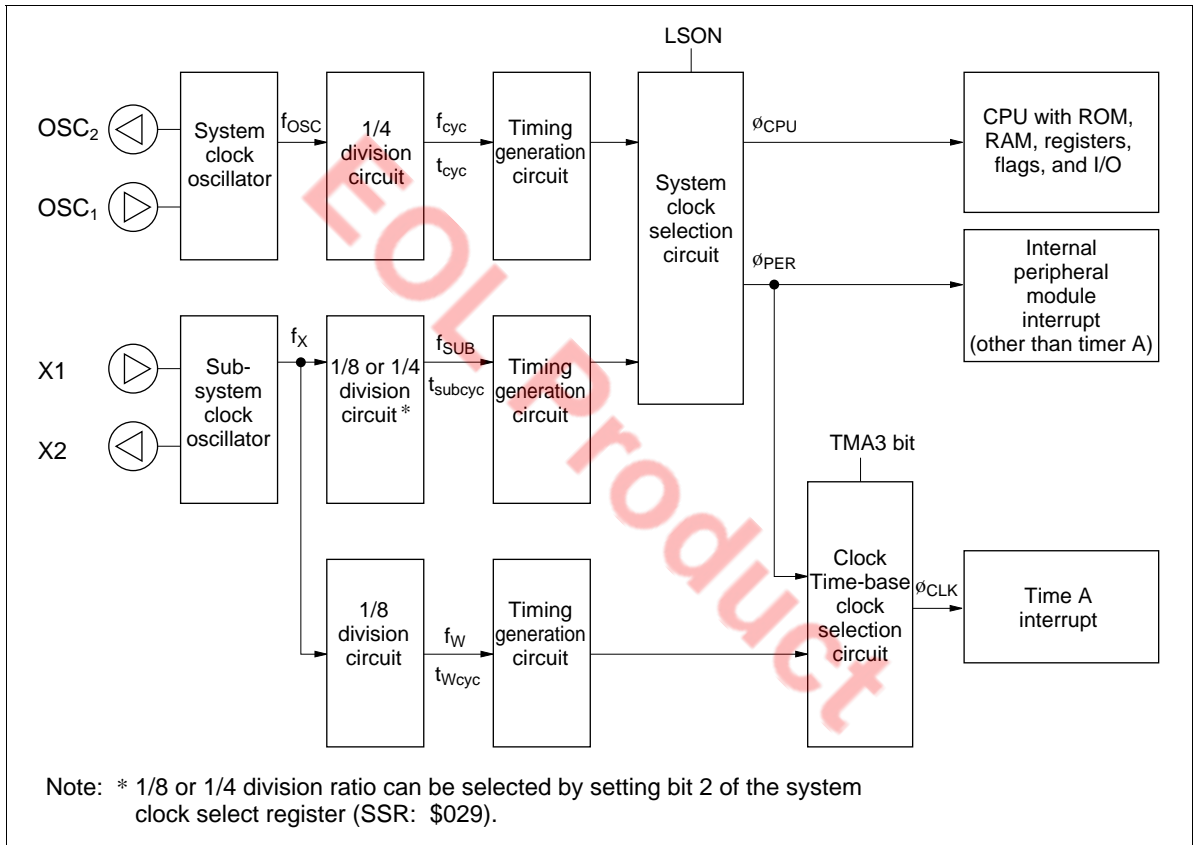 LSON
OSC2
OSC1
System
clock
oscillator
fOSC
1/4
division
circuit
fcyc
tcyc
Timing
generation
circuit
System
clock
selection
circuit
øCPU
CPU with ROM,
RAM, registers,
flags, and I/O
øPER
Internal
peripheral
module
interrupt
(other than timer A)
X1
X2
Sub-
system
clock
oscillator
fX
1/8 or 1/4
division
circuit *
fSUB
tsubcyc
Timing
generation
circuit
TMA3 bit
1/8
division
circuit
fW
tWcyc
Timing
generation
circuit
Clock
Time-base
clock
selection
circuit
øCLK
Time A
interrupt
EOL Product
Note: * 1/8 or 1/4 division ratio can be selected by setting bit 2 of the system
clock select register (SSR: $029).